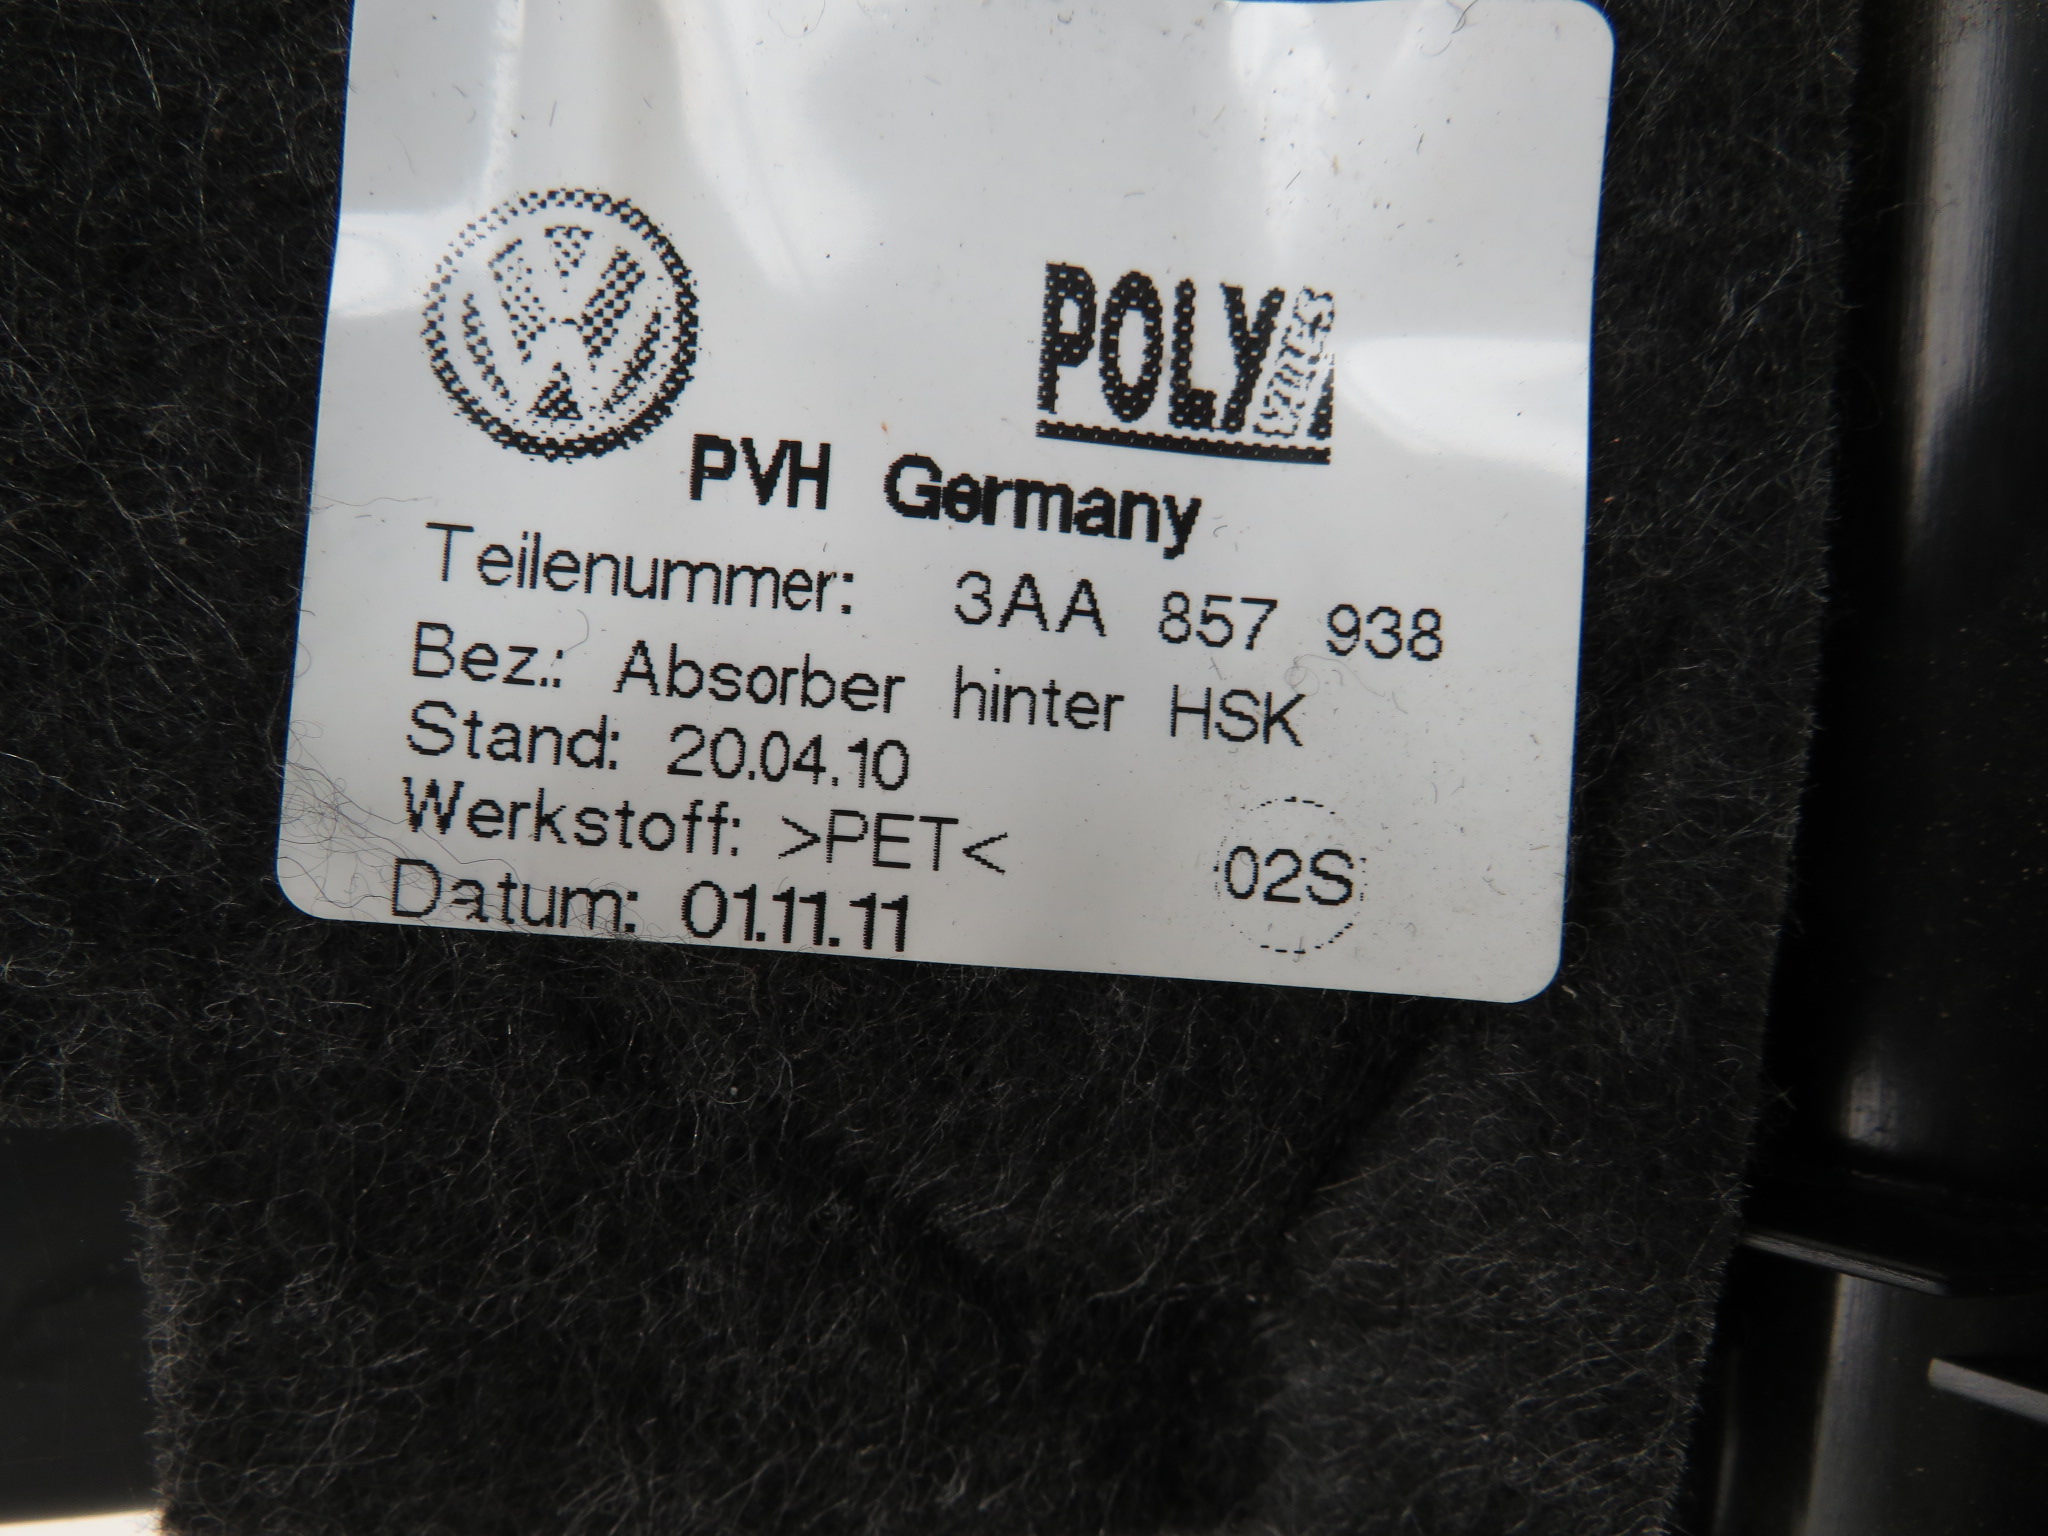 POLY
PVH Germany
Teilenummer: 3AA 857 938
Bez.: Absorber hinter HSK
Stand: 20.04.10
Werkstoff: >PET<
02S
Datum: 01.11.11